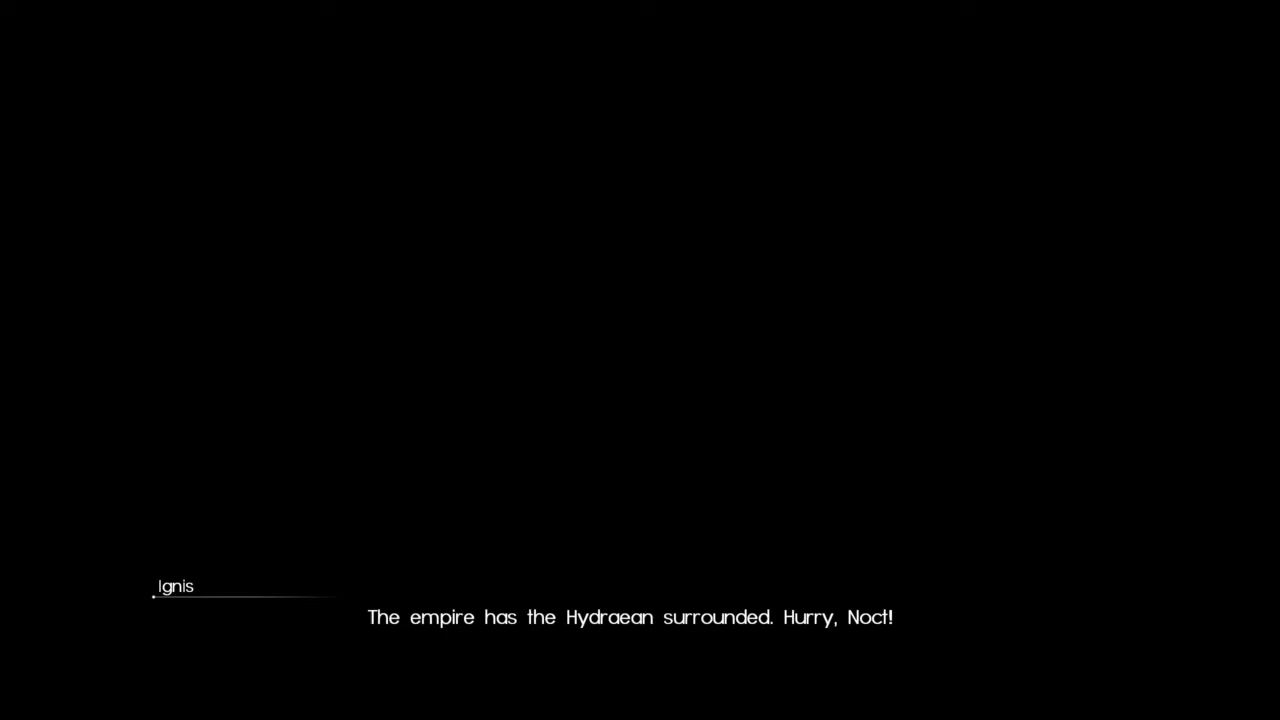 Ignis
The empire has the Hydraean surrounded. Hurry, Noct!